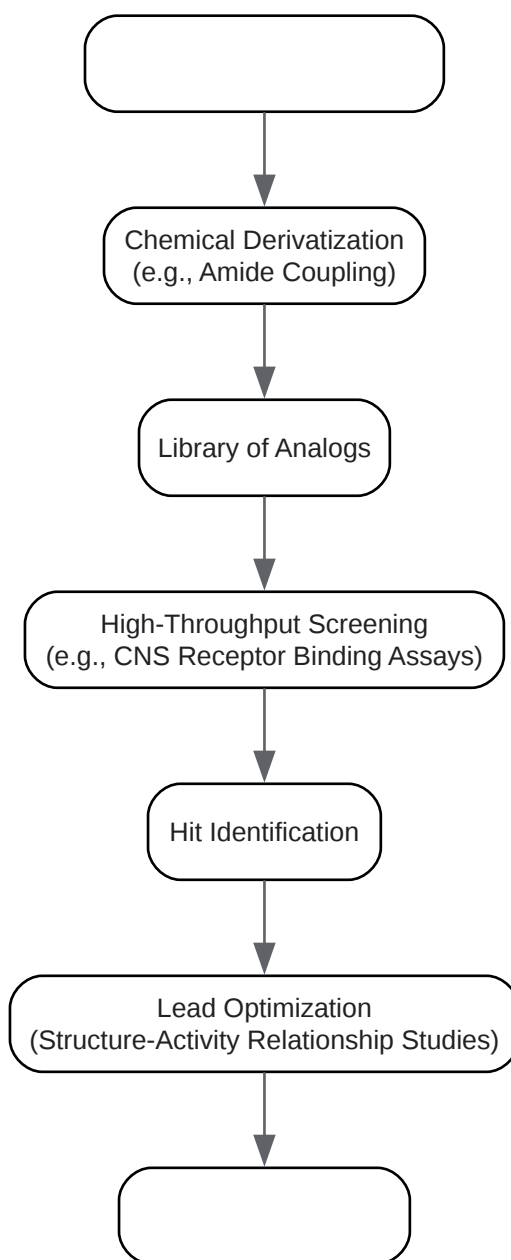 Chemical Derivatization
(e.g., Amide Coupling)
Library of Analogs
High-Throughput Screening
(e.g., CNS Receptor Binding Assays)
Hit Identification
Lead Optimization
(Structure-Activity Relationship Studies)